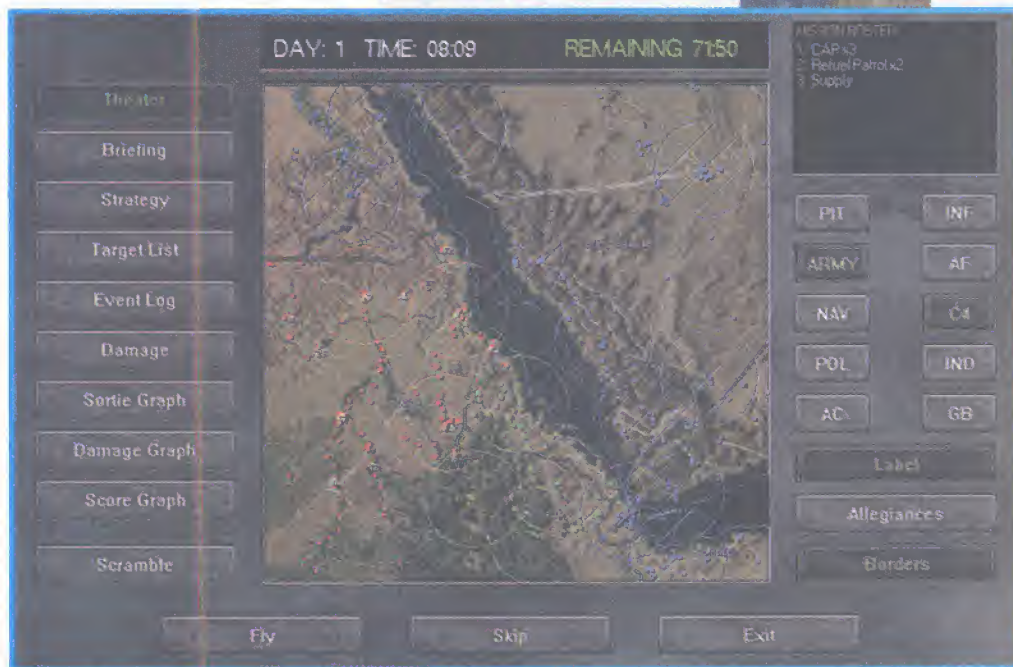 DAY: 1 TIME: 08:09 REMAINING 71:50
MISSION ROSTER:
1 CAP x3
2 Refuel Patrol x2
3 Supply
Theater
Briefing
Strategy
Target List
Event Log
Damage
Sortie Graph
Damage Graph
Score Graph
Scramble
PIT INF
ARMY AF
NAV C4
POL IND
AC GB
Label
Allegiances
Borders
Fly Skip Exit